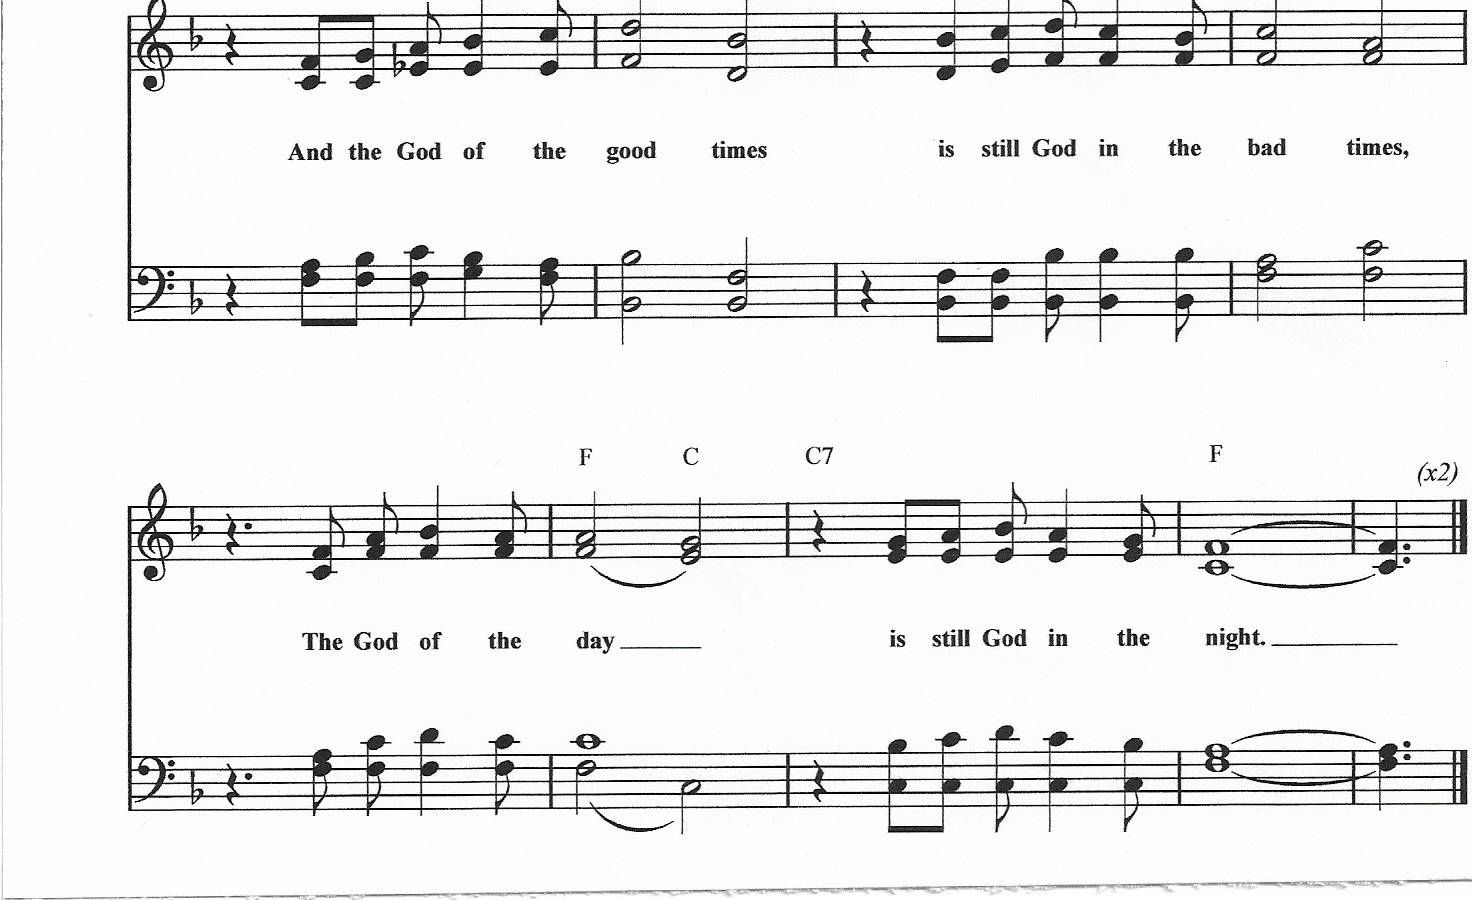 And the God of the good times is still God in the bad times,
F C C7 F
(x2)
The God of the day is still God in the night.